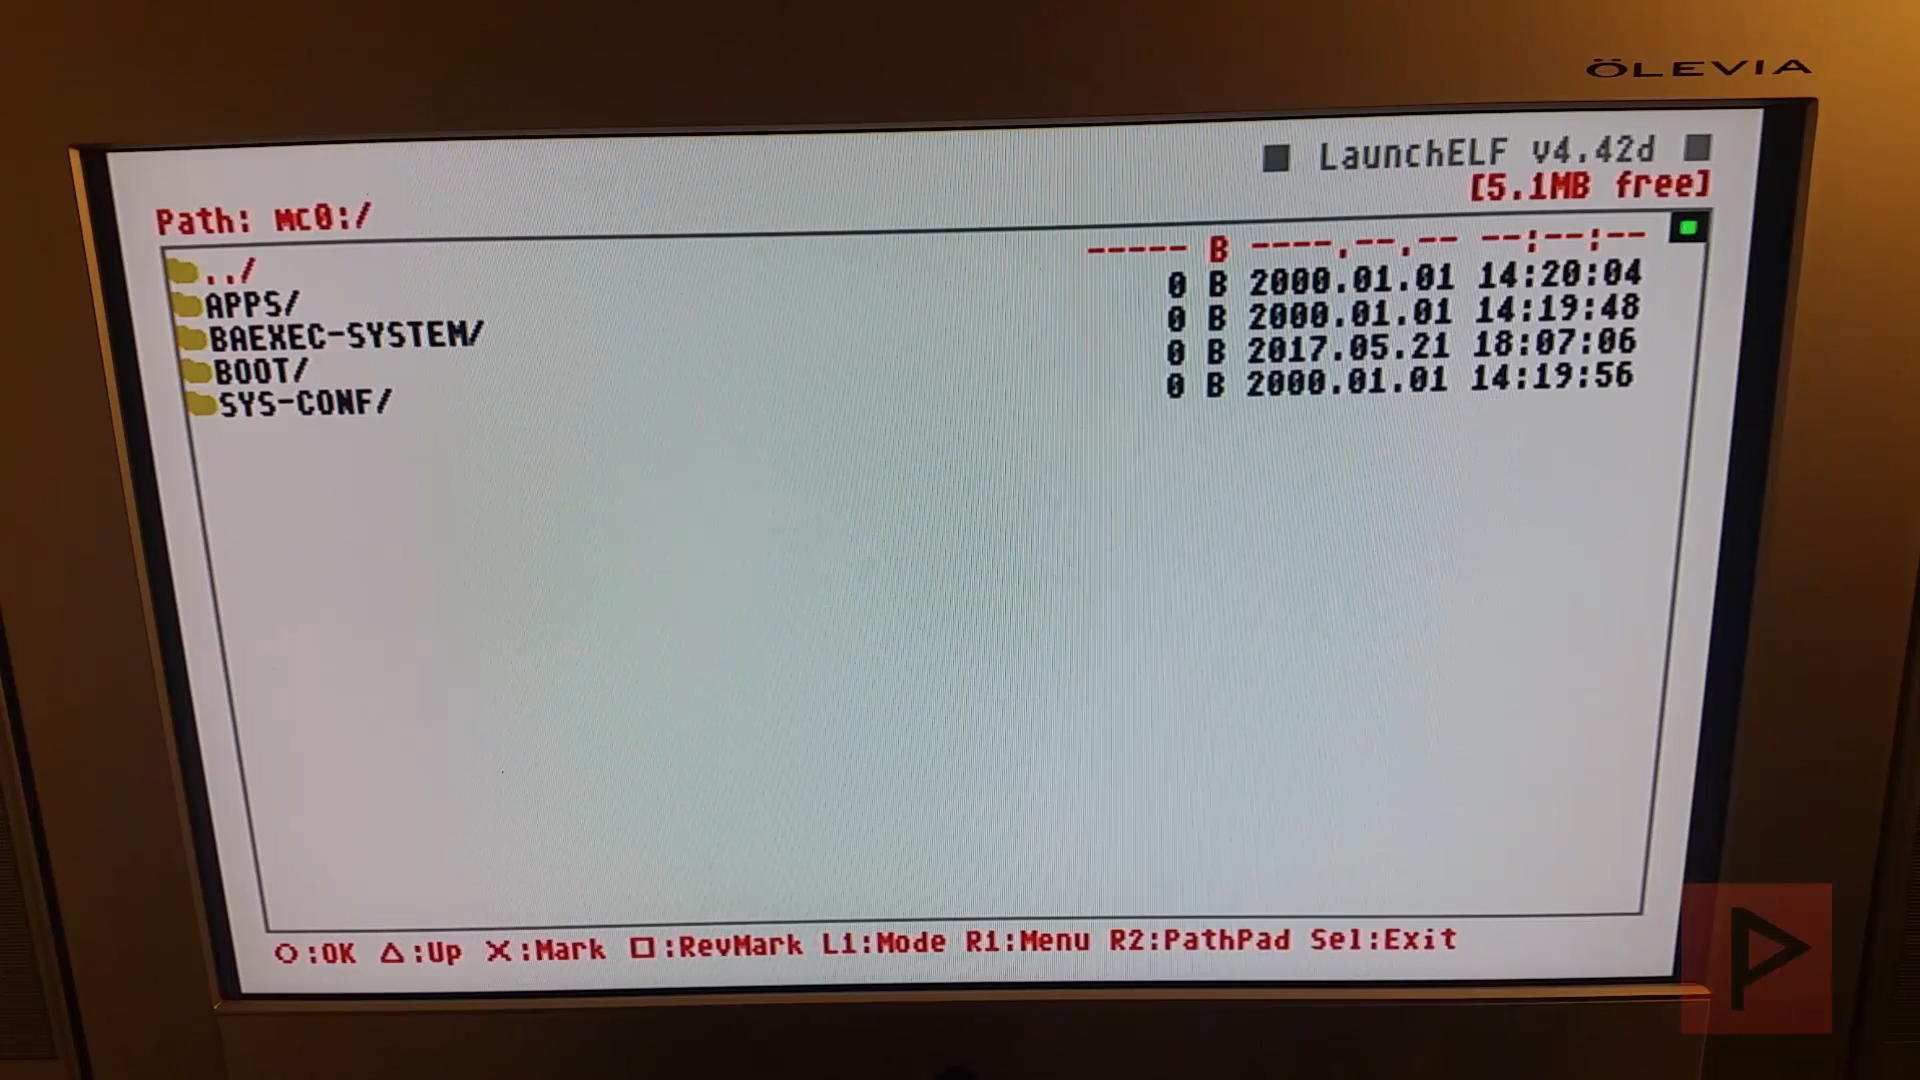 ÖLEVIA
LaunchELF v4.42d
[5.1MB free]
Path: MC0:/
../ ----- B ----.--.-- --:--:--
APPS/ 0 B 2000.01.01 14:20:04
BAEXEC-SYSTEM/ 0 B 2000.01.01 14:19:48
BOOT/ 0 B 2017.05.21 18:07:06
SYS-CONF/ 0 B 2000.01.01 14:19:56
○:OK △:Up ✕:Mark □:RevMark L1:Mode R1:Menu R2:PathPad Sel:Exit
P